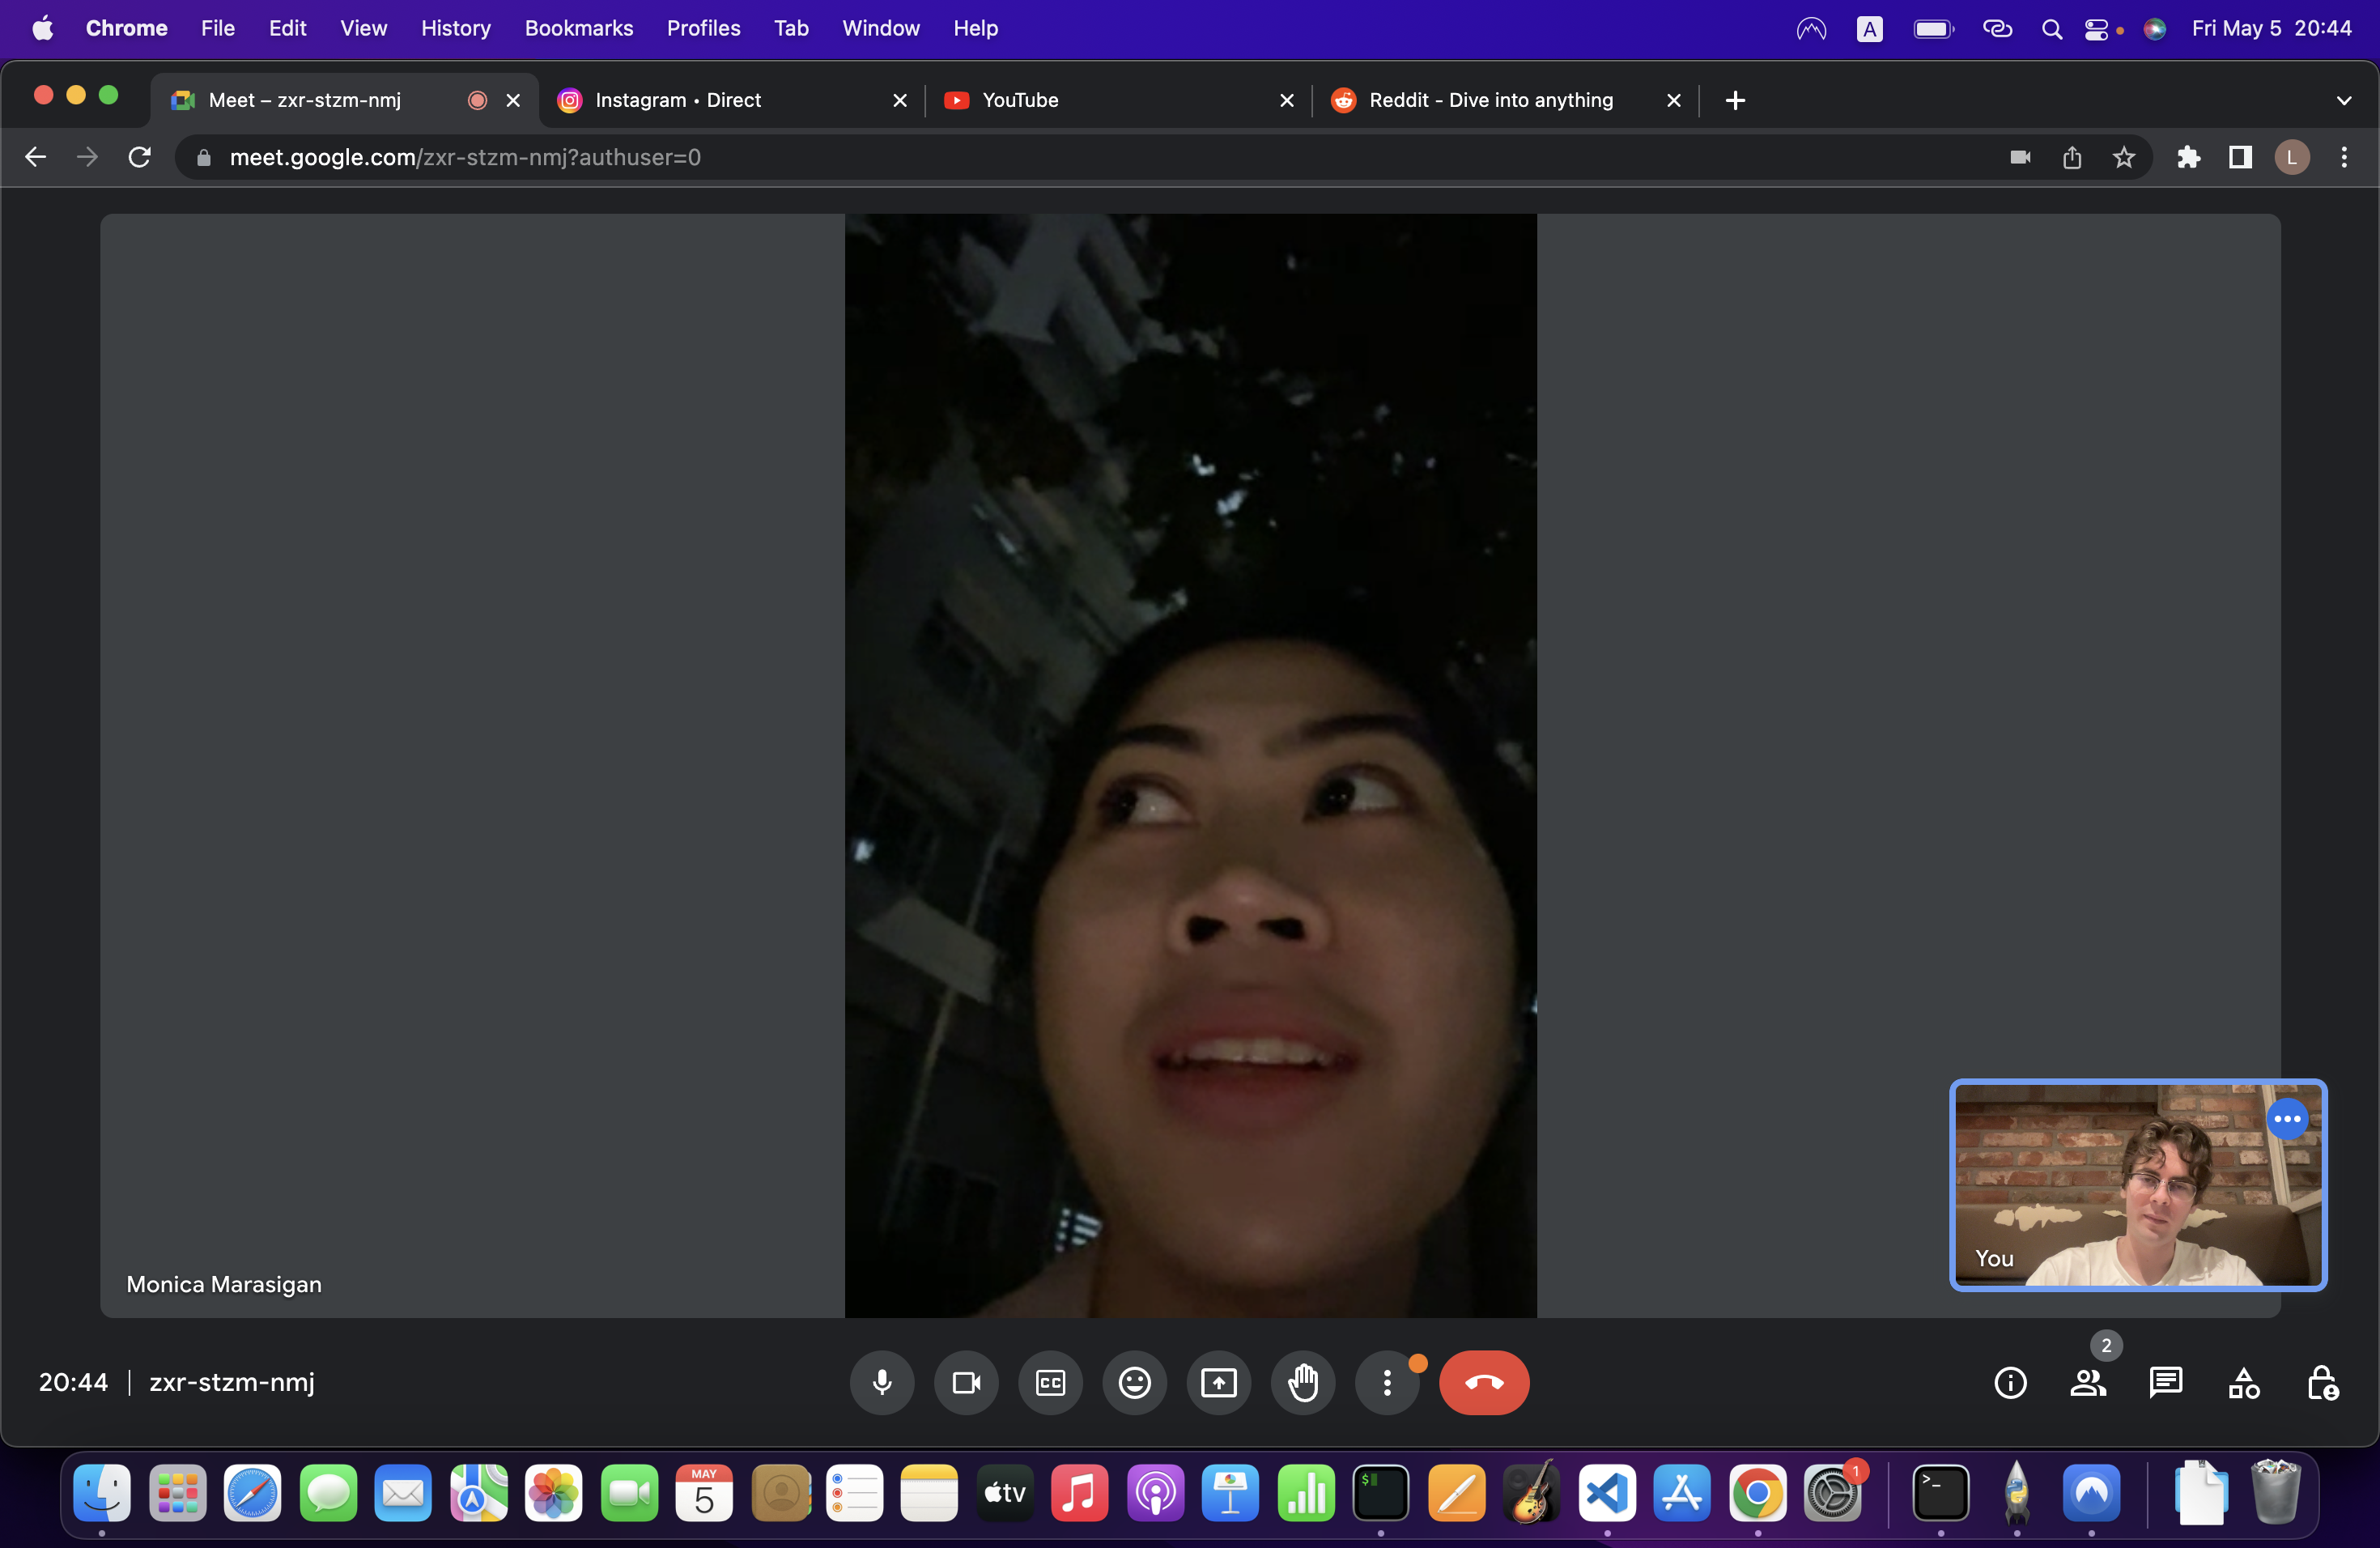 Chrome File Edit View History Bookmarks Profiles Tab Window Help A Fri May 5 20:44
Meet – zxr-stzm-nmj Instagram • Direct YouTube Reddit - Dive into anything
meet.google.com/zxr-stzm-nmj?authuser=0 L
You
Monica Marasigan
2
20:44 | zxr-stzm-nmj CC
MAY
5
tv
$
1
>_